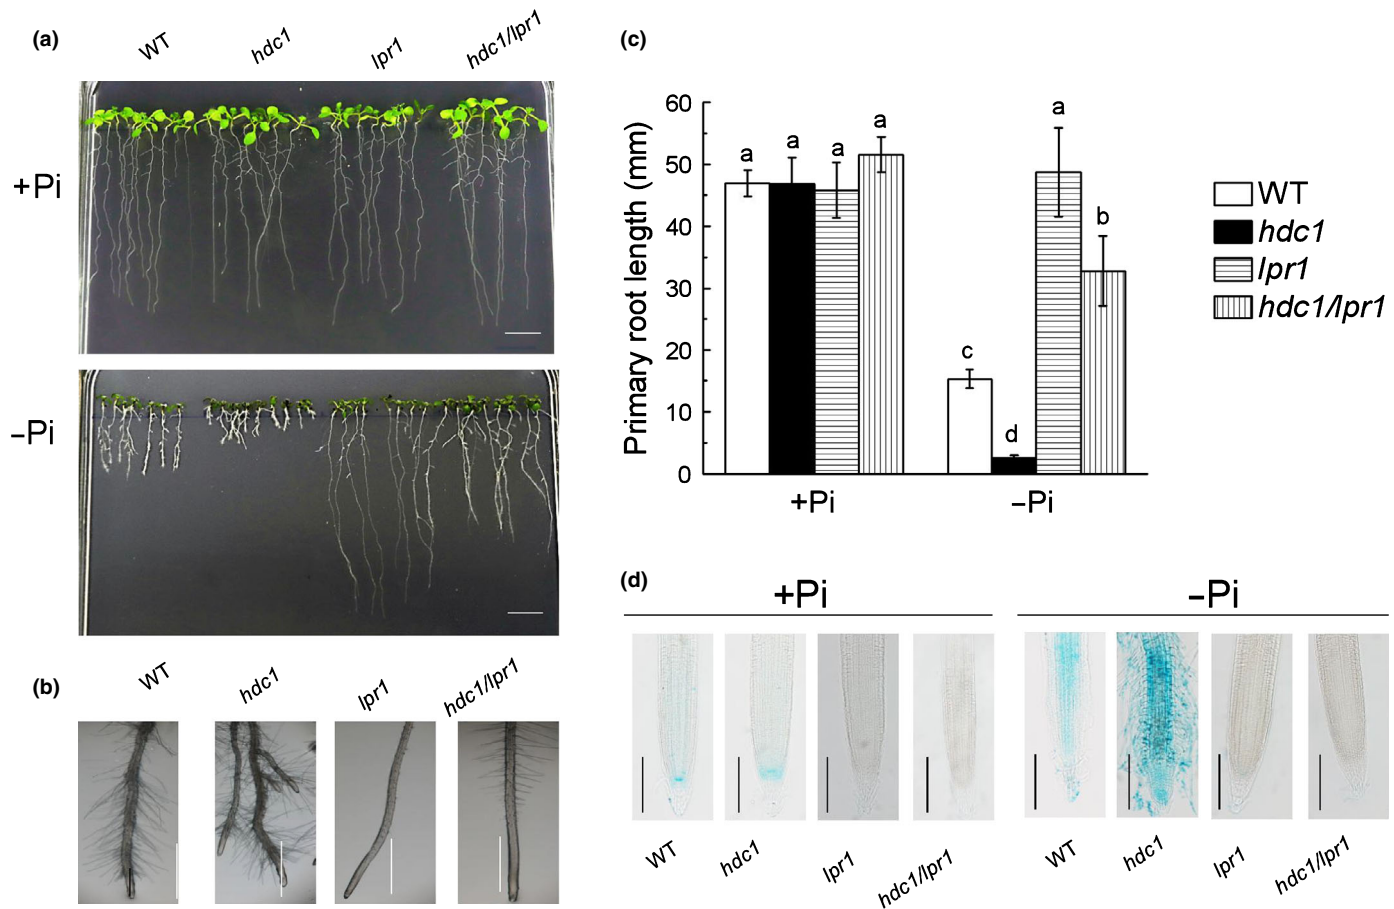 (a)
WT
hdc1
lpr1
hdc1/lpr1
+Pi
–Pi
(b)
WT
hdc1
lpr1
hdc1/lpr1
(c)
Primary root length (mm)
60
50
40
30
20
10
0
a
a
a
a
c
d
a
b
+Pi
–Pi
WT
hdc1
lpr1
hdc1/lpr1
(d)
+Pi
–Pi
WT
hdc1
lpr1
hdc1/lpr1
WT
hdc1
lpr1
hdc1/lpr1